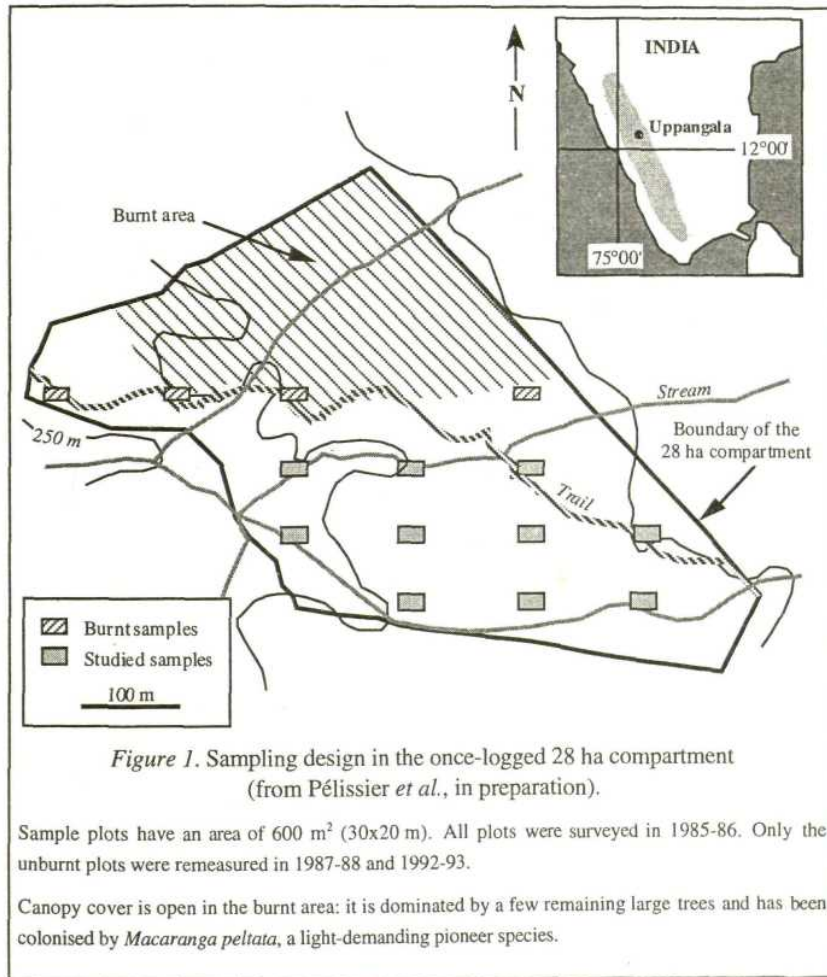 INDIA
N
Uppangala
12°00'
Burnt area
75°00'
Stream
250 m
Boundary of the
28 ha compartment
Trail
Burnt samples
Studied samples
100 m
Figure 1. Sampling design in the once-logged 28 ha compartment
(from Pélissier et al., in preparation).
Sample plots have an area of 600 m² (30x20 m). All plots were surveyed in 1985-86. Only the
unburnt plots were remeasured in 1987-88 and 1992-93.
Canopy cover is open in the burnt area: it is dominated by a few remaining large trees and has been
colonised by Macaranga peltata, a light-demanding pioneer species.